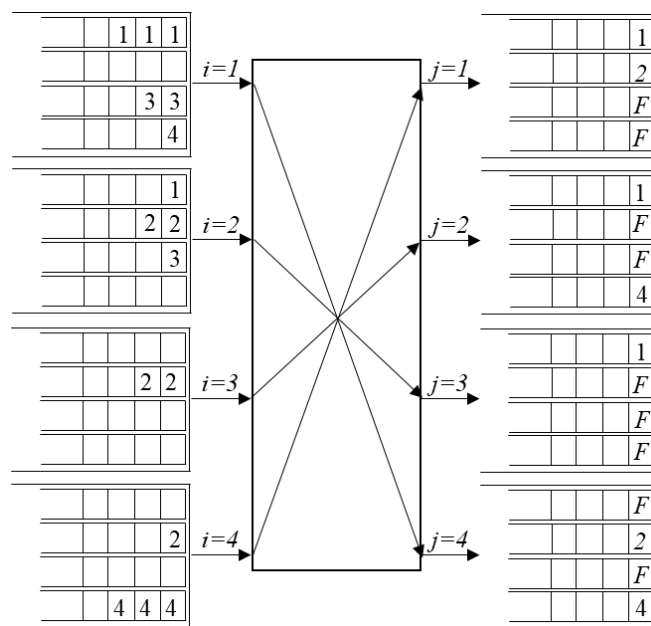 1 1 1 1
i=1 j=1 2
3 3 F
4 F
1 1
2 2 i=2 j=2 F
3 F
4
1
2 2 i=3 j=3 F
F
F
F
2 i=4 j=4 2
F
4 4 4 4